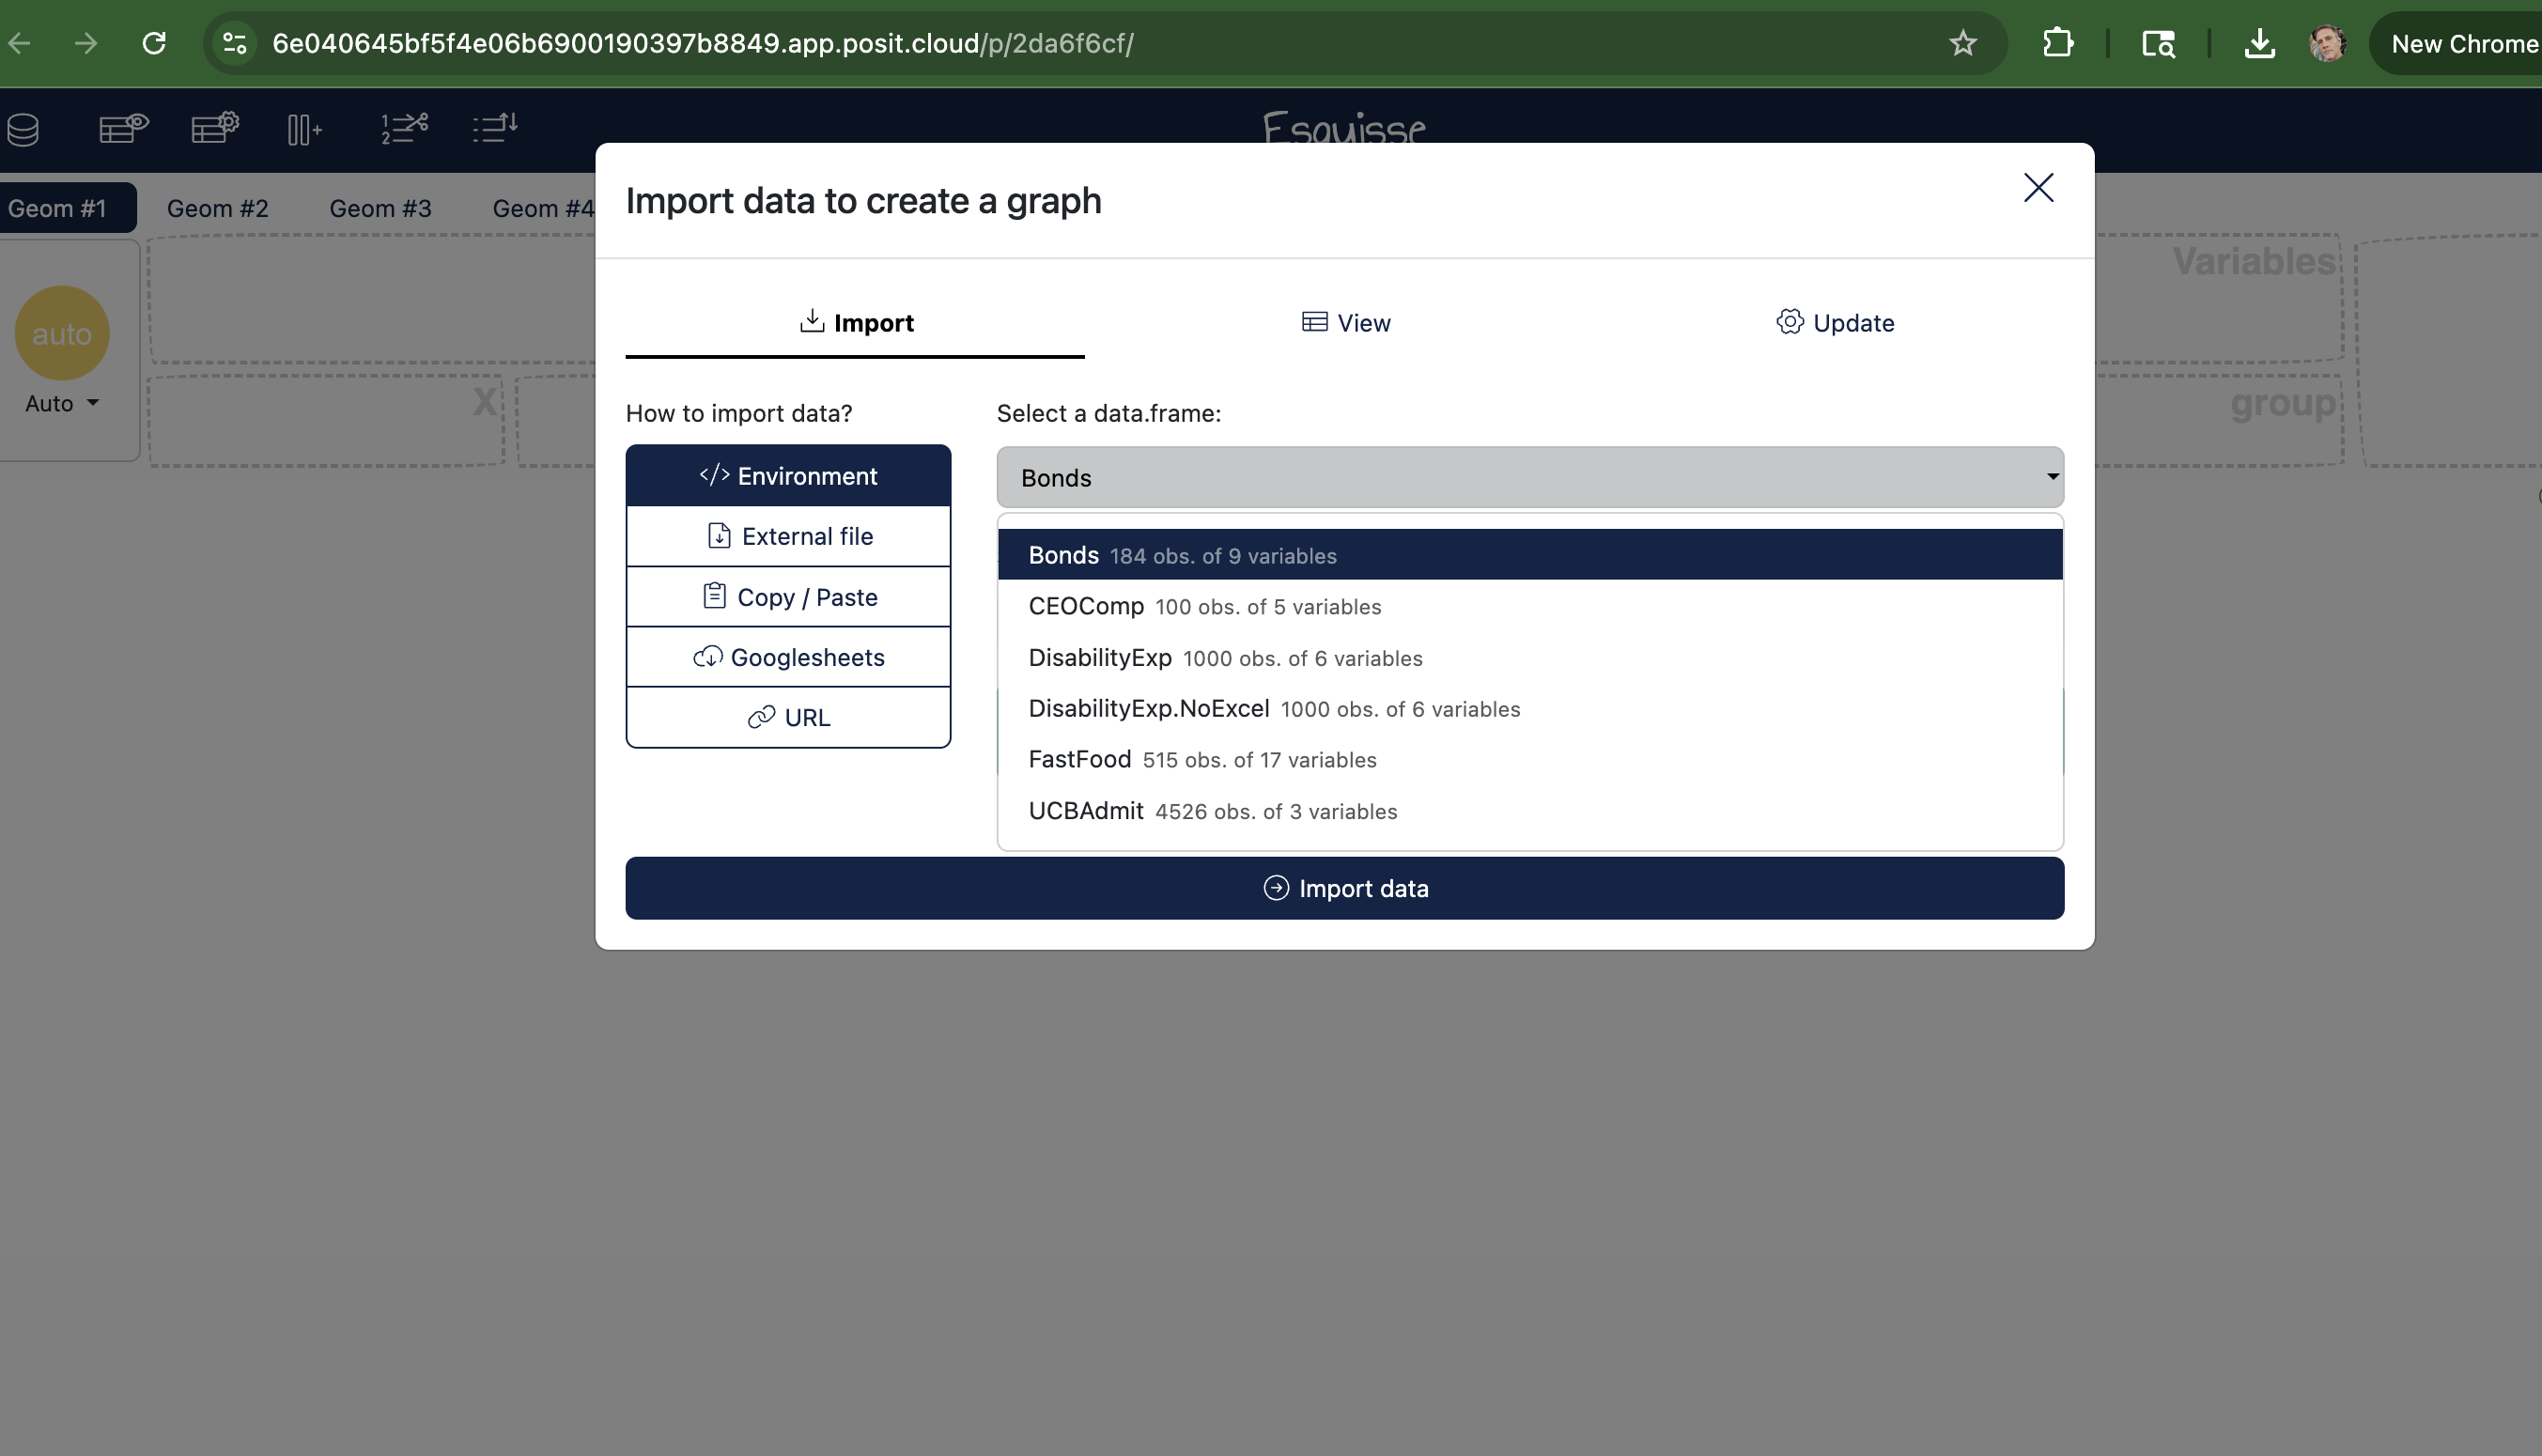 6e040645bf5f4e06b6900190397b8849.app.posit.cloud/p/2da6f6cf/
New Chrome
Esquisse
Geom #1 Geom #2 Geom #3 Geom #4
auto
Auto
X
Variables
group
Import data to create a graph
Import View Update
How to import data?
Environment
External file
Copy / Paste
Googlesheets
URL
Select a data.frame:
Bonds
Bonds 184 obs. of 9 variables
CEOComp 100 obs. of 5 variables
DisabilityExp 1000 obs. of 6 variables
DisabilityExp.NoExcel 1000 obs. of 6 variables
FastFood 515 obs. of 17 variables
UCBAdmit 4526 obs. of 3 variables
Import data